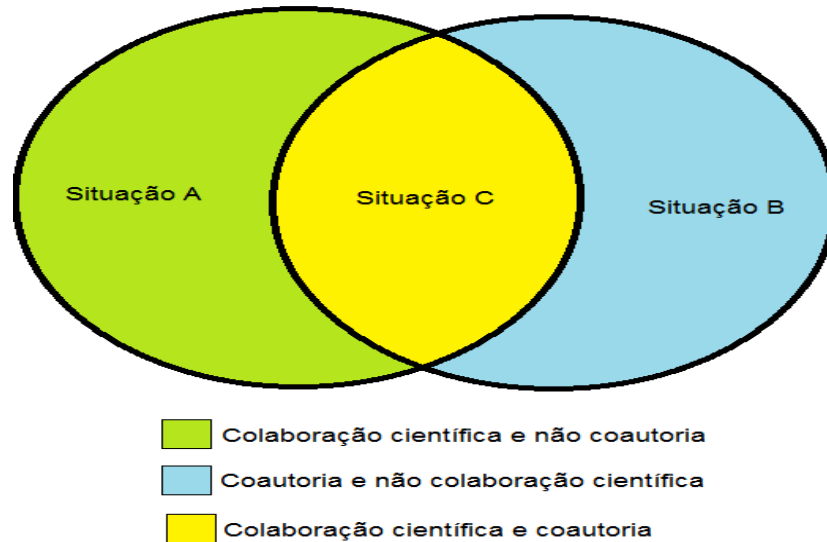 Situação A
Situação C
Situação B
Colaboração científica e não coautoria
Coautoria e não colaboração científica
Colaboração científica e coautoria